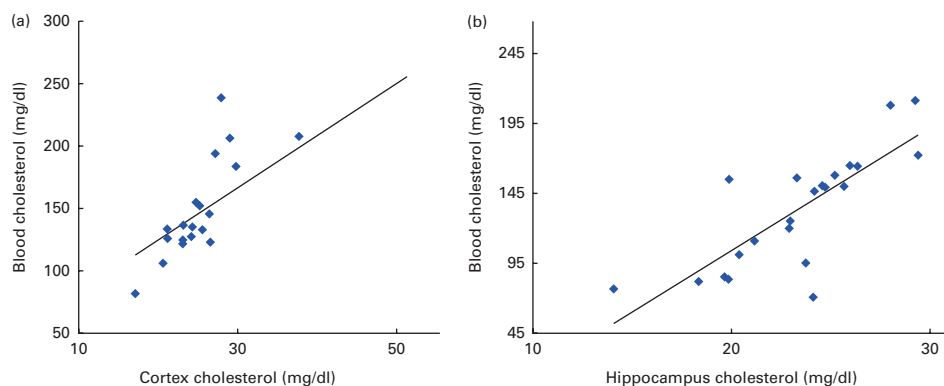 (a)
300
250
200
150
100
50
Blood cholesterol (mg/dl)
10
30
50
Cortex cholesterol (mg/dl)
(b)
245
195
145
95
45
Blood cholesterol (mg/dl)
10
20
30
Hippocampus cholesterol (mg/dl)